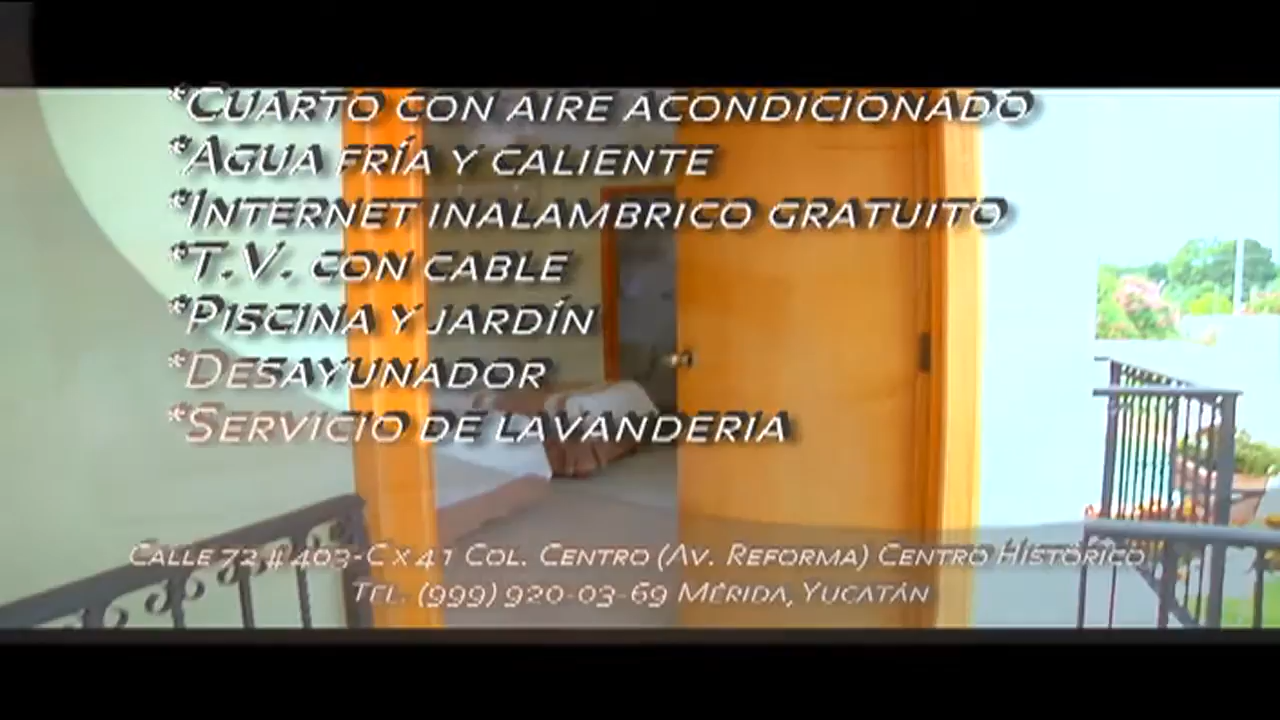 *Cuarto con aire acondicionado
*Agua fría y caliente
*Internet inalambrico gratuito
*T.V. con cable
*Piscina y jardín
*Desayunador
*Servicio de lavanderia
Calle 72 # 403-C x 41 Col. Centro (Av. Reforma) Centro Histórico
Tel. (999) 920-03-69 Mérida, Yucatán